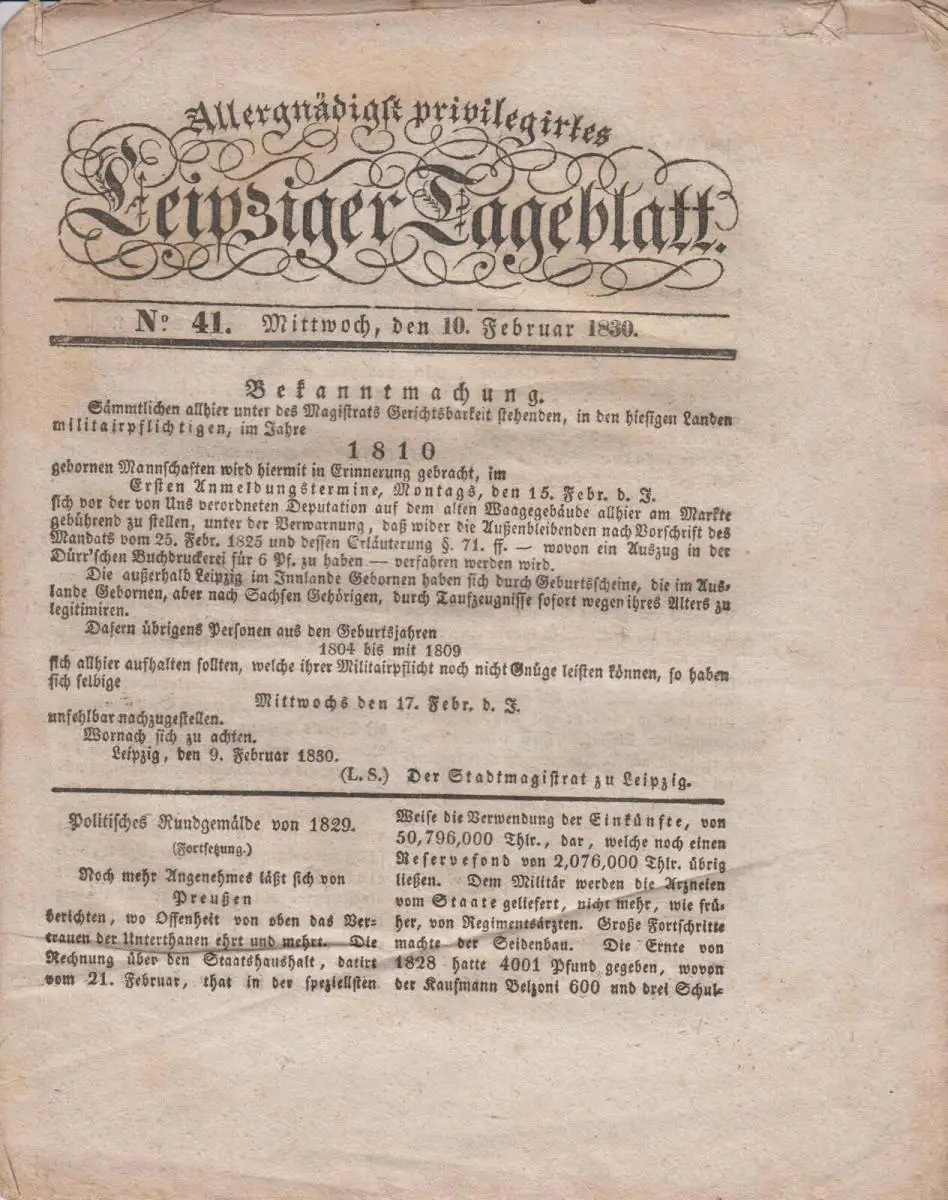 Allergnädigst privilegirtes
Leipziger Tageblatt.
No. 41. Mittwoch, den 10. Februar 1830.
Bekanntmachung.
Sämmtlichen allhier unter des Magistrats Gerichtsbarkeit stehenden, in den hiesigen Landen
militairpflichtigen, im Jahre
1810
gebornen Mannschaften wird hiermit in Erinnerung gebracht, im
Ersten Anmeldungstermine, Montags, den 15. Febr. d. J.
sich vor der von Uns verordneten Deputation auf dem alten Waagegebäude allhier am Markte
gebührend zu stellen, unter der Verwarnung, daß wider die Außenbleibenden nach Vorschrift des
Mandats vom 25. Febr. 1825 und dessen Erläuterung §. 71. ff. — wovon ein Auszug in der
Dürr'schen Buchdruckerei für 6 Pf. zu haben — verfahren werden wird.
Die außerhalb Leipzig im Innlande Gebornen haben sich durch Geburtsscheine, die im Aus-
lande Gebornen, aber nach Sachsen Gehörigen, durch Taufzeugnisse sofort wegen ihres Alters zu
legitimiren.
Dafern übrigens Personen aus den Geburtsjahren
1804 bis mit 1809
sich allhier aufhalten sollten, welche ihrer Militairpflicht noch nicht Gnüge leisten können, so haben
sich selbige
Mittwochs den 17. Febr. d. J.
unfehlbar nachzugestellen.
Wornach sich zu achten.
Leipzig, den 9. Februar 1830.
(L. S.) Der Stadtmagistrat zu Leipzig.
Politisches Rundgemälde von 1829.
(Fortsetzung.)
Noch mehr Angenehmes läßt sich von
Preußen
berichten, wo Offenheit von oben das Ver-
trauen der Unterthanen ehrt und mehrt. Die
Rechnung über den Staatshaushalt, datirt
vom 21. Februar, that in der speziellsten
Weise die Verwendung der Einkünfte, von
50,796,000 Thlr., dar, welche noch einen
Reservefond von 2,076,000 Thlr. übrig
ließen. Dem Militär werden die Arzneien
vom Staate geliefert, nicht mehr, wie frü-
her, von Regimentsärzten. Große Fortschritte
machte der Seidenbau. Die Ernte von
1828 hatte 4001 Pfund gegeben, wovon
der Kaufmann Belzoni 600 und drei Schul-